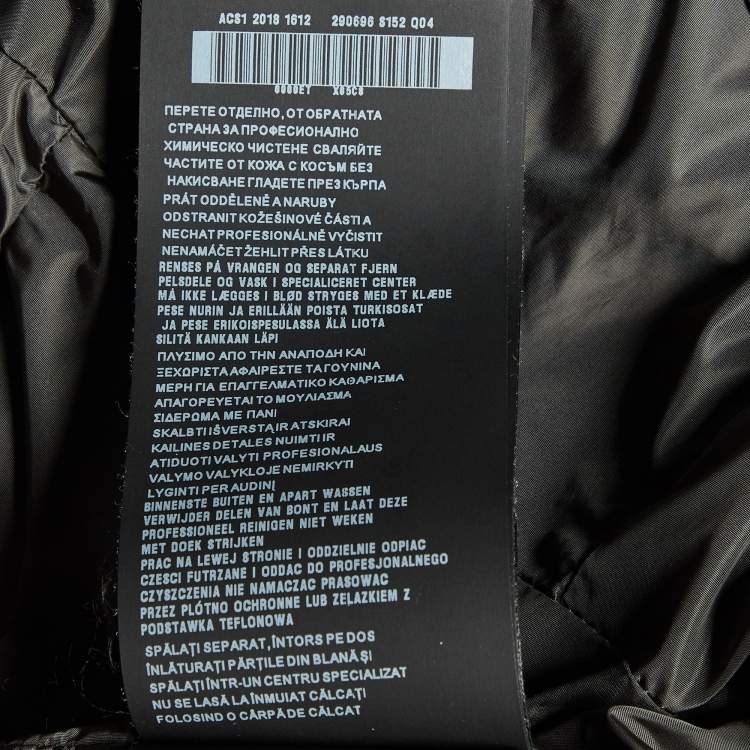 ACS1 2018 1612 290696 S152 Q04
ПЕРЕТЕ ОТДЕЛНО, ОТ ОБРАТНАТА
СТРАНА ЗА ПРОФЕСИОНАЛНО
ХИМИЧЕСКО ЧИСТЕНЕ СВАЛЯЙТЕ
ЧАСТИТЕ ОТ КОЖА С КОСЪМ БЕЗ
НАКИСВАНЕ ГЛАДЕТЕ ПРЕЗ КЪРПА
PRÁT ODDĚLENĚ A NARUBY
ODSTRANIT KOŽEŠINOVÉ ČÁSTI A
NECHAT PROFESIONÁLNĚ VYČISTIT
NENAMÁČET ŽEHLIT PŘES LÁTKU
RENSES PÅ VRANGEN OG SEPARAT FJERN
PELSDELE OG VASK I SPECIALICERET CENTER
MÅ IKKE LÆGGES I BLØD STRYGES MED ET KLÆDE
PESE NURIN JA ERILLÄÄN POISTA TURKISOSAT
JA PESE ERIKOISPESULASSA ÄLÄ LIOTA
SILITÄ KANKAAN LÄPI
ΠΛΥΣΙΜΟ ΑΠΟ ΤΗΝ ΑΝΑΠΟΔΗ ΚΑΙ
ΞΕΧΩΡΙΣΤΑ ΑΦΑΙΡΕΣΤΕ ΤΑ ΓΟΥΝΙΝΑ
ΜΕΡΗ ΓΙΑ ΕΠΑΓΓΕΛΜΑΤΙΚΟ ΚΑΘΑΡΙΣΜΑ
ΑΠΑΓΟΡΕΥΕΤΑΙ ΤΟ ΜΟΥΛΙΑΣΜΑ
ΣΙΔΕΡΩΜΑ ΜΕ ΠΑΝΙ
SKALBTI IŠVERSTĄ IR ATSKIRAI
KAILINES DETALES NUIMTI IR
ATIDUOTI VALYTI PROFESIONALAUS
VALYMO VALYKLOJE NEMIRKYTI
LYGINTI PER AUDINĮ
BINNENSTE BUITEN EN APART WASSEN
VERWIJDER DELEN VAN BONT EN LAAT DEZE
PROFESSIONEEL REINIGEN NIET WEKEN
MET DOEK STRIJKEN
PRAC NA LEWEJ STRONIE I ODDZIELNIE ODPIAC
CZESCI FUTRZANE I ODDAC DO PROFESJONALNEGO
CZYSZCZENIA NIE NAMACZAC PRASOWAC
PRZEZ PLÓTNO OCHRONNE LUB ZELAZKIEM Z
PODSTAWKA TEFLONOWA
SPĂLAȚI SEPARAT, ÎNTORS PE DOS
ÎNLĂTURAȚI PĂRȚILE DIN BLANĂ ȘI
SPĂLAȚI ÎNTR-UN CENTRU SPECIALIZAT
NU SE LASĂ LA ÎNMUIAT CĂLCAȚI
FOLOSIND O CÂRPĂ DE CĂLCAT